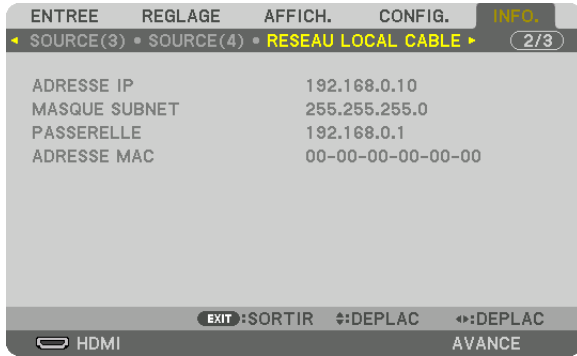 ENTREE REGLAGE AFFICH. CONFIG. INFO.
◂ SOURCE(3) • SOURCE(4) • RESEAU LOCAL CABLE ▸ 2/3
ADRESSE IP 192.168.0.10
MASQUE SUBNET 255.255.255.0
PASSERELLE 192.168.0.1
ADRESSE MAC 00-00-00-00-00-00
EXIT:SORTIR :DEPLAC :DEPLAC
HDMI AVANCE